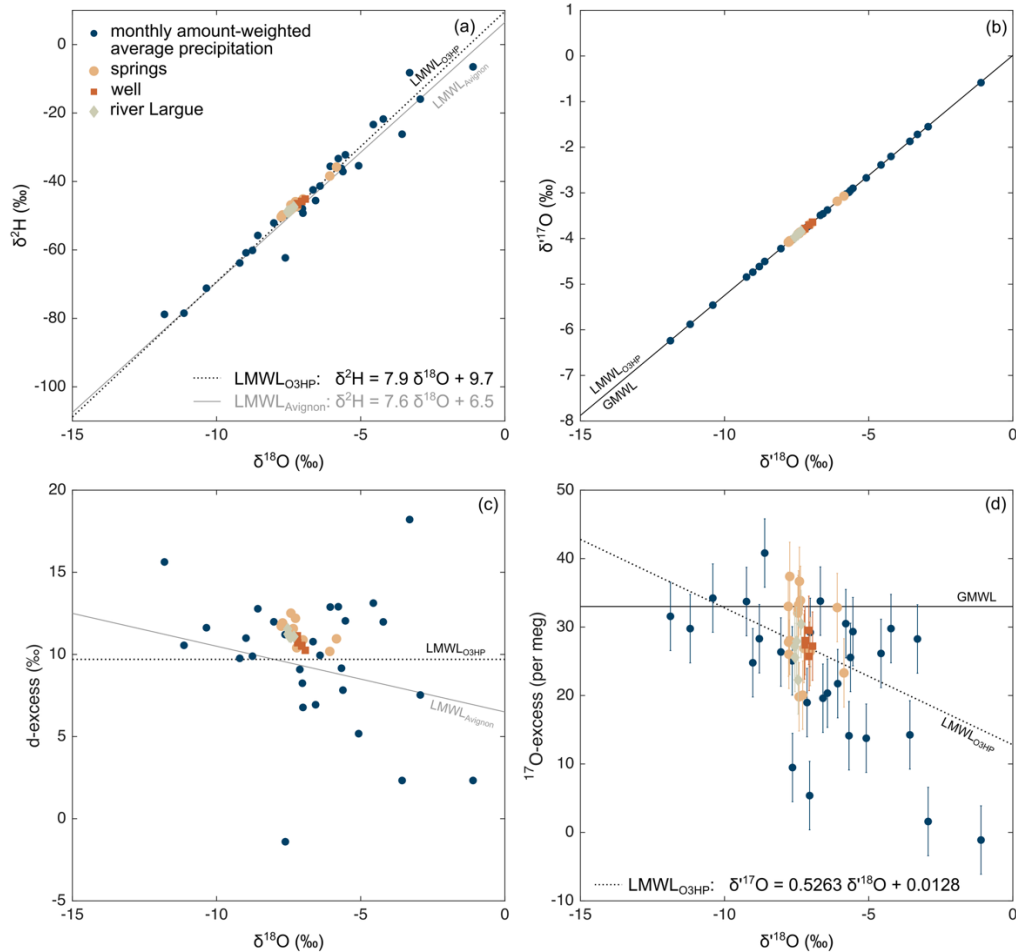 (a)
monthly amount-weighted
average precipitation
springs
well
river Largue
LMWL_O3HP
LMWL_Avignon
LMWL_O3HP: δ²H = 7.9 δ¹⁸O + 9.7
LMWL_Avignon: δ²H = 7.6 δ¹⁸O + 6.5
10
0
-20
-40
-60
-80
-100
δ²H (‰)
-15 -10 -5 0
δ¹⁸O (‰)
(b)
1
0
-1
-2
-3
-4
-5
-6
-7
-8
δ'¹⁷O (‰)
LMWL_O3HP
GMWL
-15 -10 -5 0
δ'¹⁸O (‰)
(c)
20
15
10
5
0
-5
d-excess (‰)
LMWL_O3HP
LMWL_Avignon
-15 -10 -5 0
δ¹⁸O (‰)
(d)
50
40
30
20
10
0
-10
¹⁷O-excess (per meg)
GMWL
LMWL_O3HP
LMWL_O3HP: δ'¹⁷O = 0.5263 δ'¹⁸O + 0.0128
-15 -10 -5 0
δ'¹⁸O (‰)